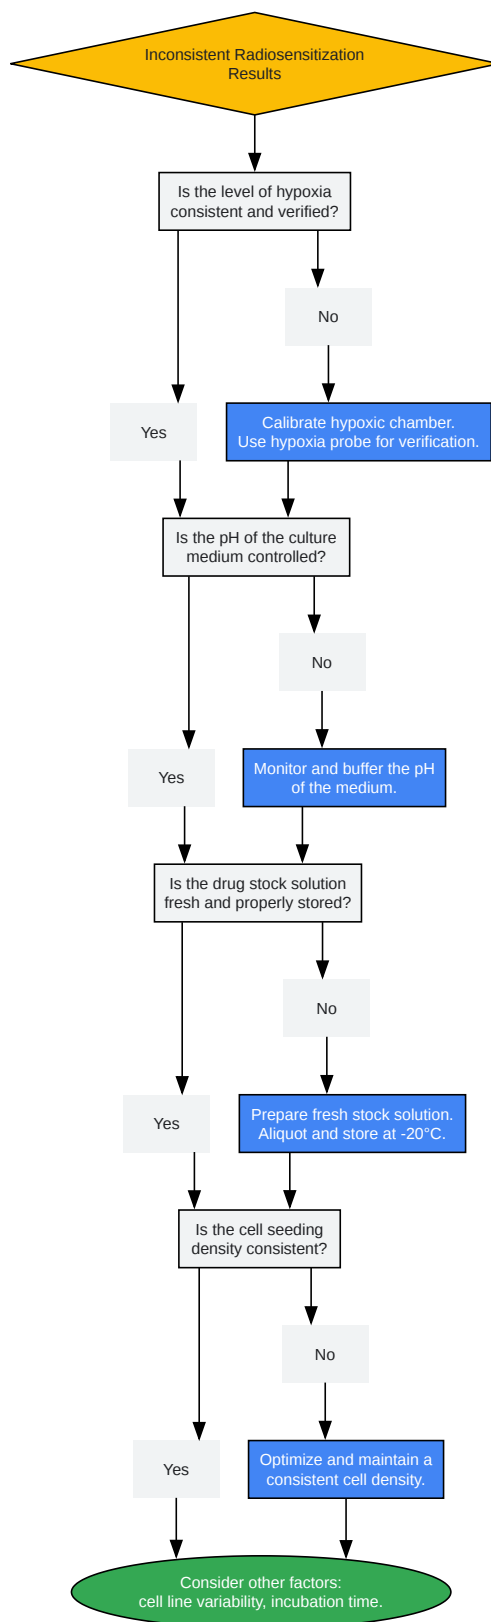 Inconsistent Radiosensitization
Results
Is the level of hypoxia
consistent and verified?
No
Yes
Calibrate hypoxic chamber.
Use hypoxia probe for verification.
Is the pH of the culture
medium controlled?
No
Yes
Monitor and buffer the pH
of the medium.
Is the drug stock solution
fresh and properly stored?
No
Yes
Prepare fresh stock solution.
Aliquot and store at -20°C.
Is the cell seeding
density consistent?
No
Yes
Optimize and maintain a
consistent cell density.
Consider other factors:
cell line variability, incubation time.